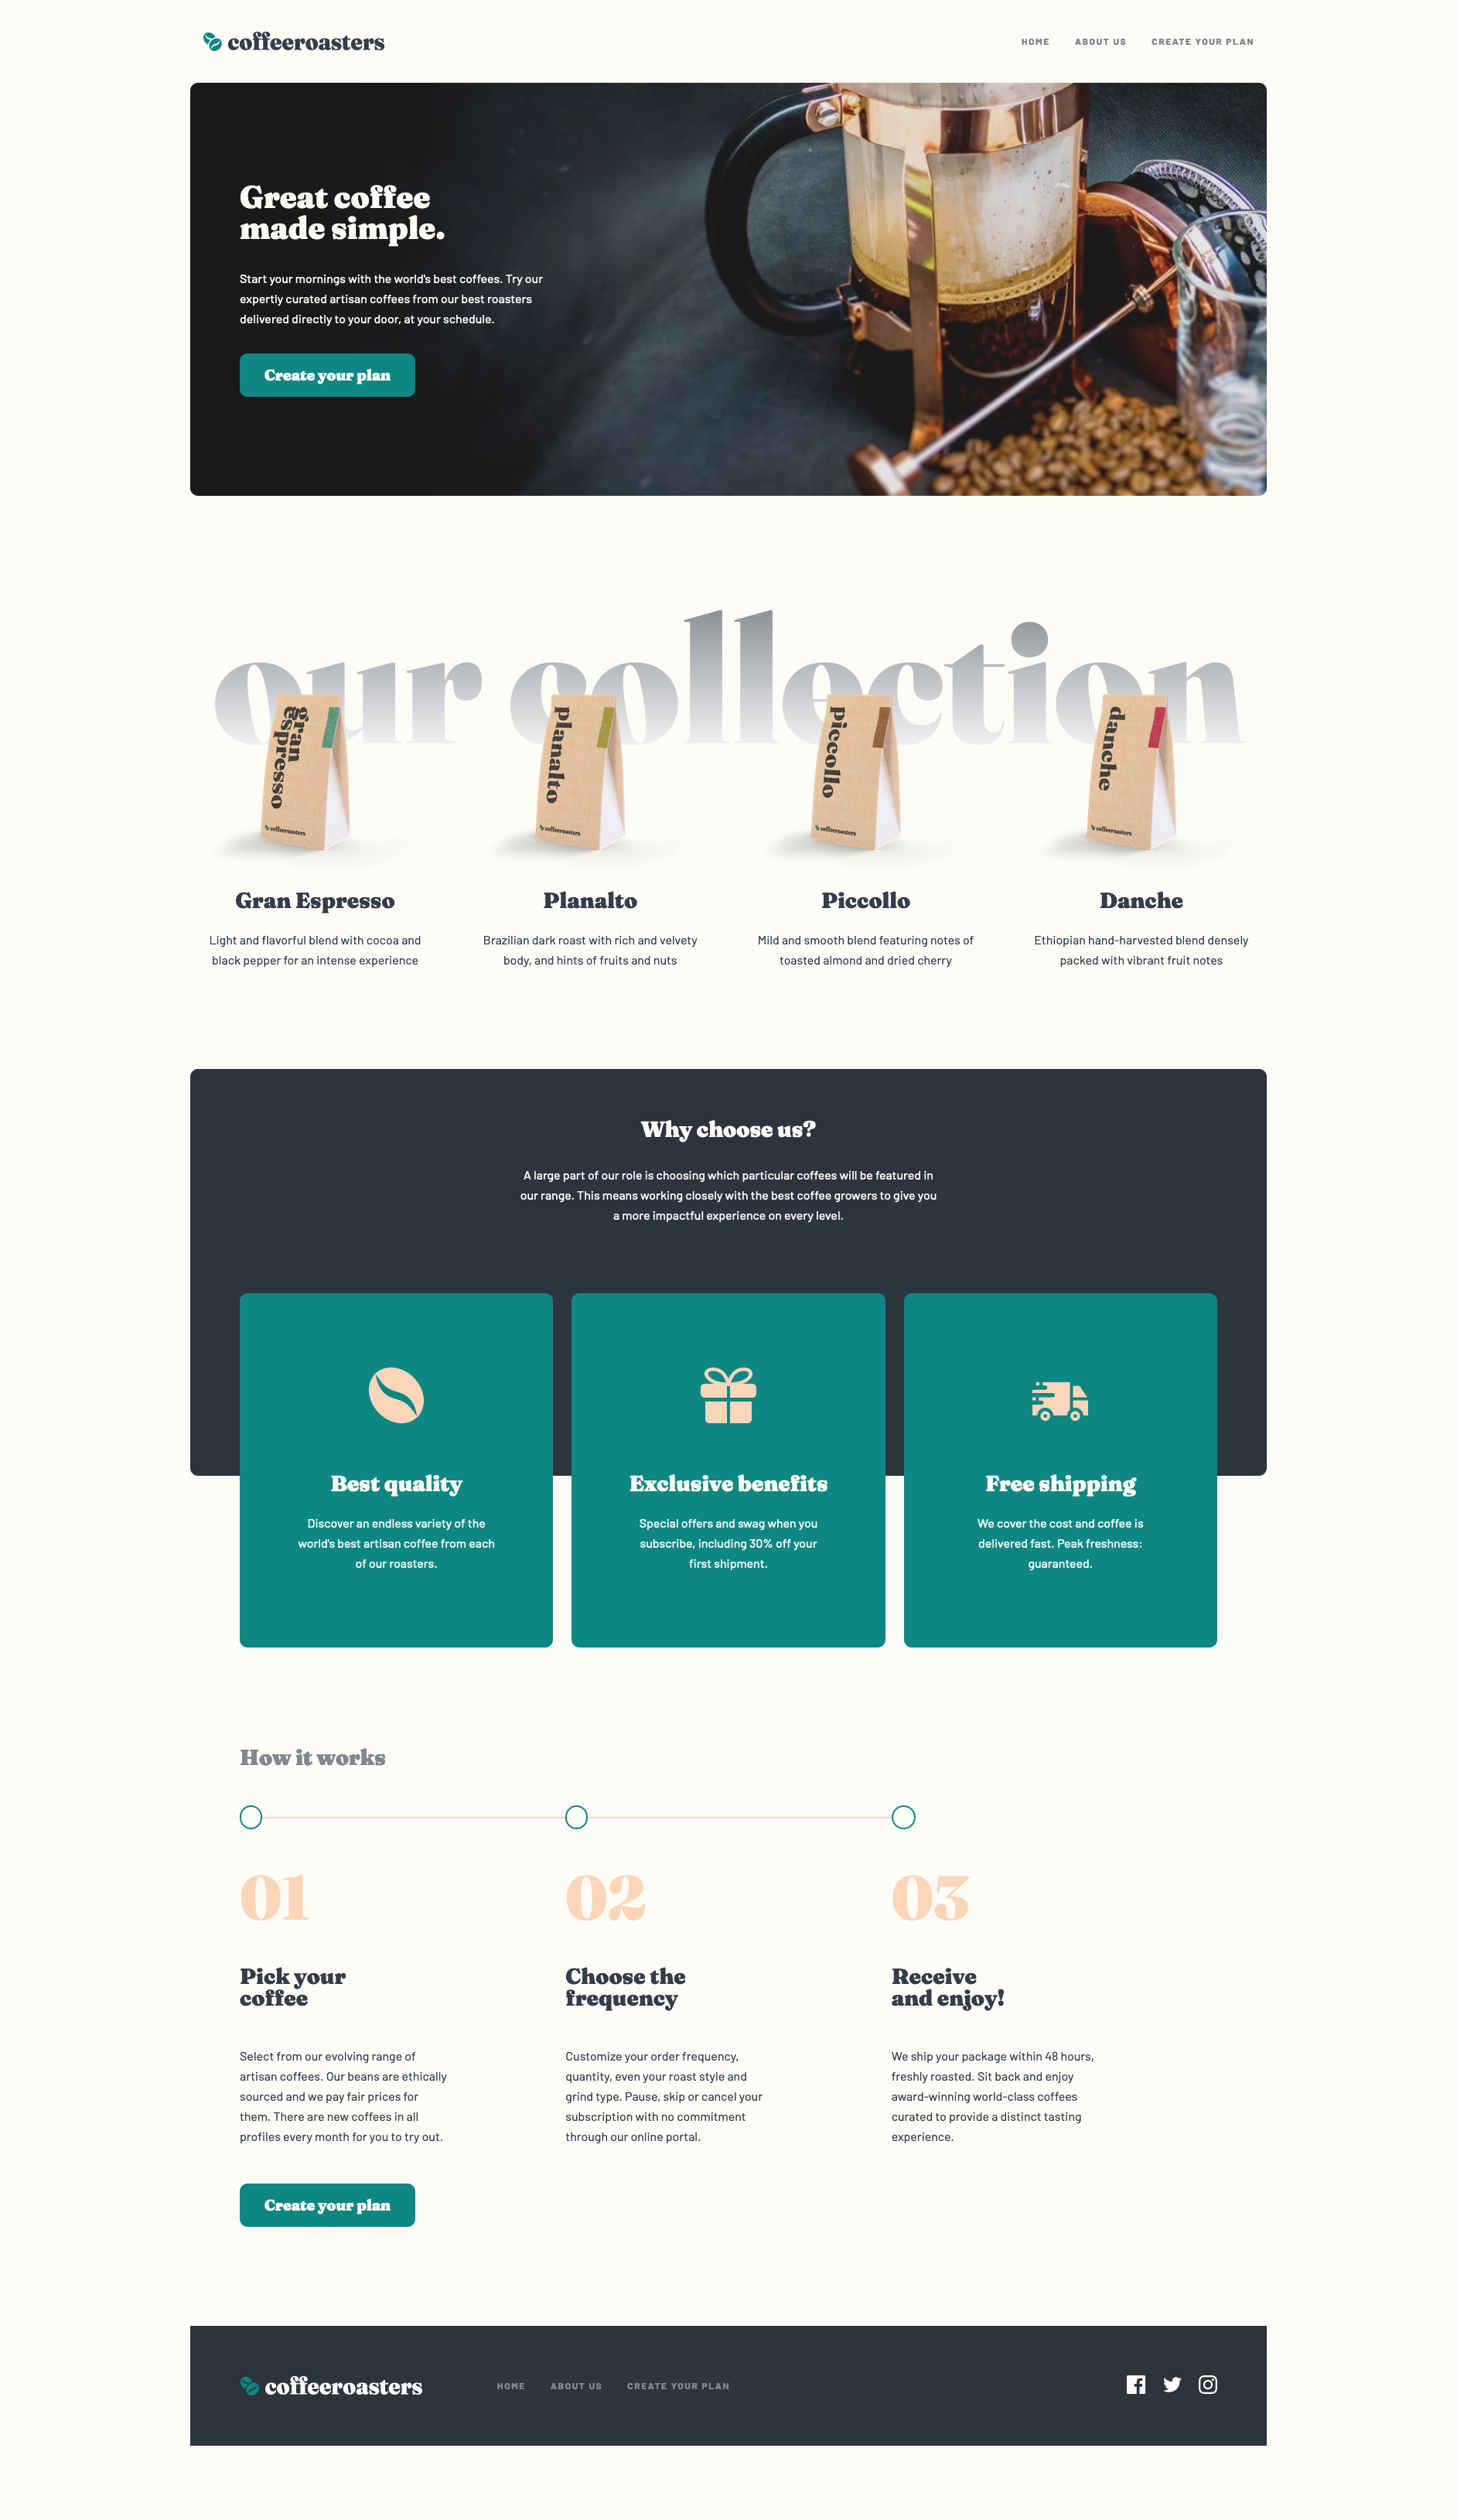 coffeeroasters
HOME ABOUT US CREATE YOUR PLAN
Great coffee
made simple.
Start your mornings with the world's best coffees. Try our
expertly curated artisan coffees from our best roasters
delivered directly to your door, at your schedule.
Create your plan
our collection
gran
espresso
coffeeroasters
planalto
coffeeroasters
piccollo
coffeeroasters
danche
coffeeroasters
Gran Espresso
Light and flavorful blend with cocoa and
black pepper for an intense experience
Planalto
Brazilian dark roast with rich and velvety
body, and hints of fruits and nuts
Piccollo
Mild and smooth blend featuring notes of
toasted almond and dried cherry
Danche
Ethiopian hand-harvested blend densely
packed with vibrant fruit notes
Why choose us?
A large part of our role is choosing which particular coffees will be featured in
our range. This means working closely with the best coffee growers to give you
a more impactful experience on every level.
Best quality
Discover an endless variety of the
world's best artisan coffee from each
of our roasters.
Exclusive benefits
Special offers and swag when you
subscribe, including 30% off your
first shipment.
Free shipping
We cover the cost and coffee is
delivered fast. Peak freshness:
guaranteed.
How it works
01
Pick your
coffee
Select from our evolving range of
artisan coffees. Our beans are ethically
sourced and we pay fair prices for
them. There are new coffees in all
profiles every month for you to try out.
02
Choose the
frequency
Customize your order frequency,
quantity, even your roast style and
grind type. Pause, skip or cancel your
subscription with no commitment
through our online portal.
03
Receive
and enjoy!
We ship your package within 48 hours,
freshly roasted. Sit back and enjoy
award-winning world-class coffees
curated to provide a distinct tasting
experience.
Create your plan
coffeeroasters
HOME ABOUT US CREATE YOUR PLAN